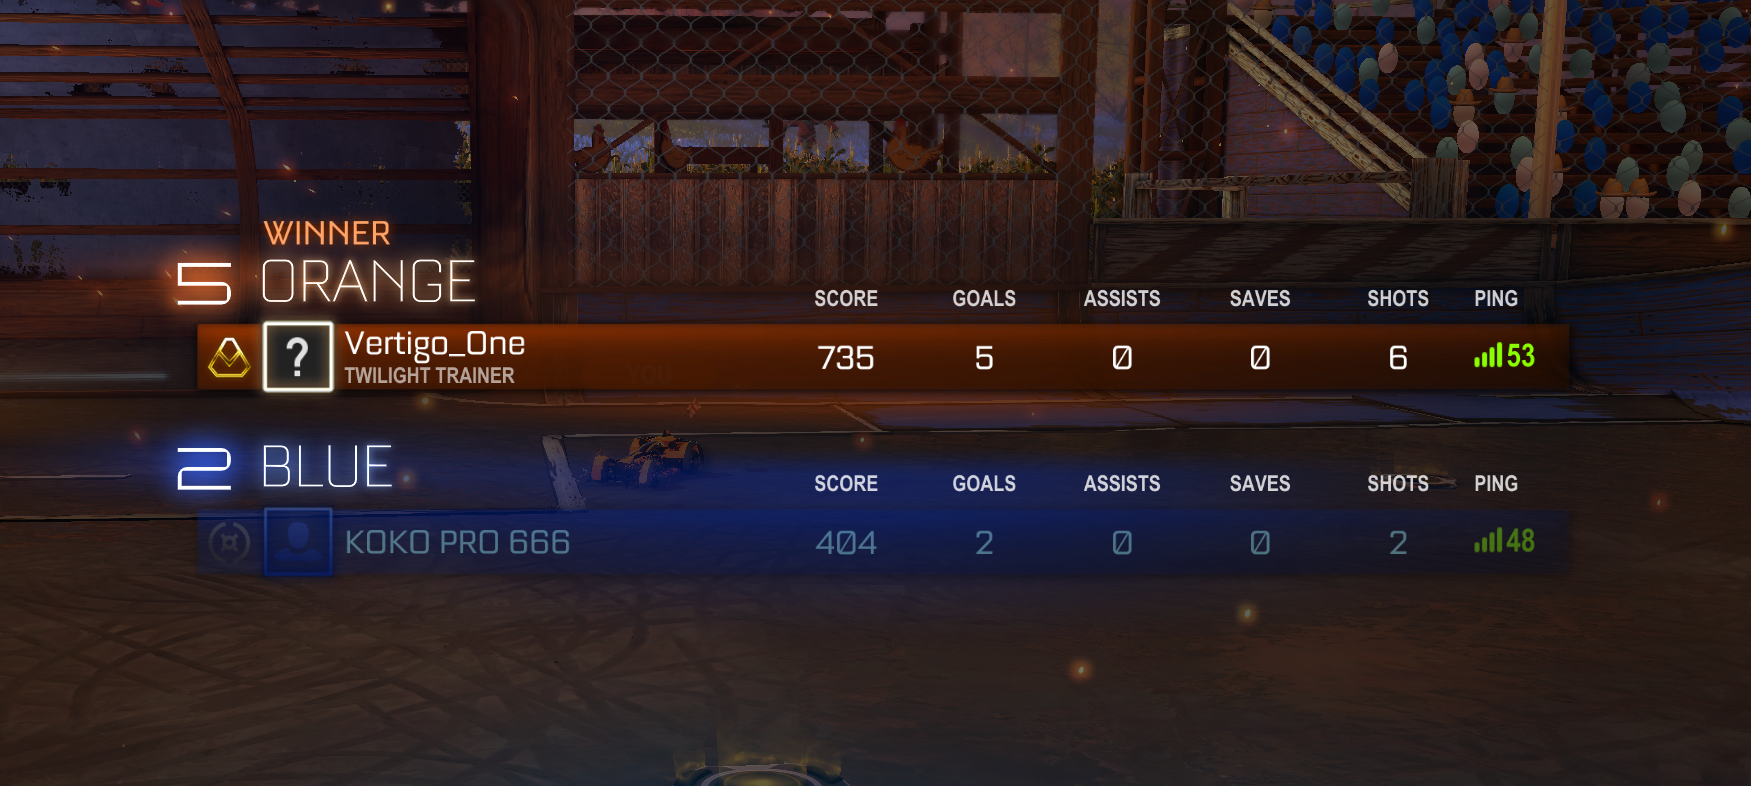 WINNER
5 ORANGE
SCORE GOALS ASSISTS SAVES SHOTS PING
? Vertigo_One 735 5 0 0 6 53
TWILIGHT TRAINER
YOU
2 BLUE
SCORE GOALS ASSISTS SAVES SHOTS PING
KOKO PRO 666 404 2 0 0 2 48